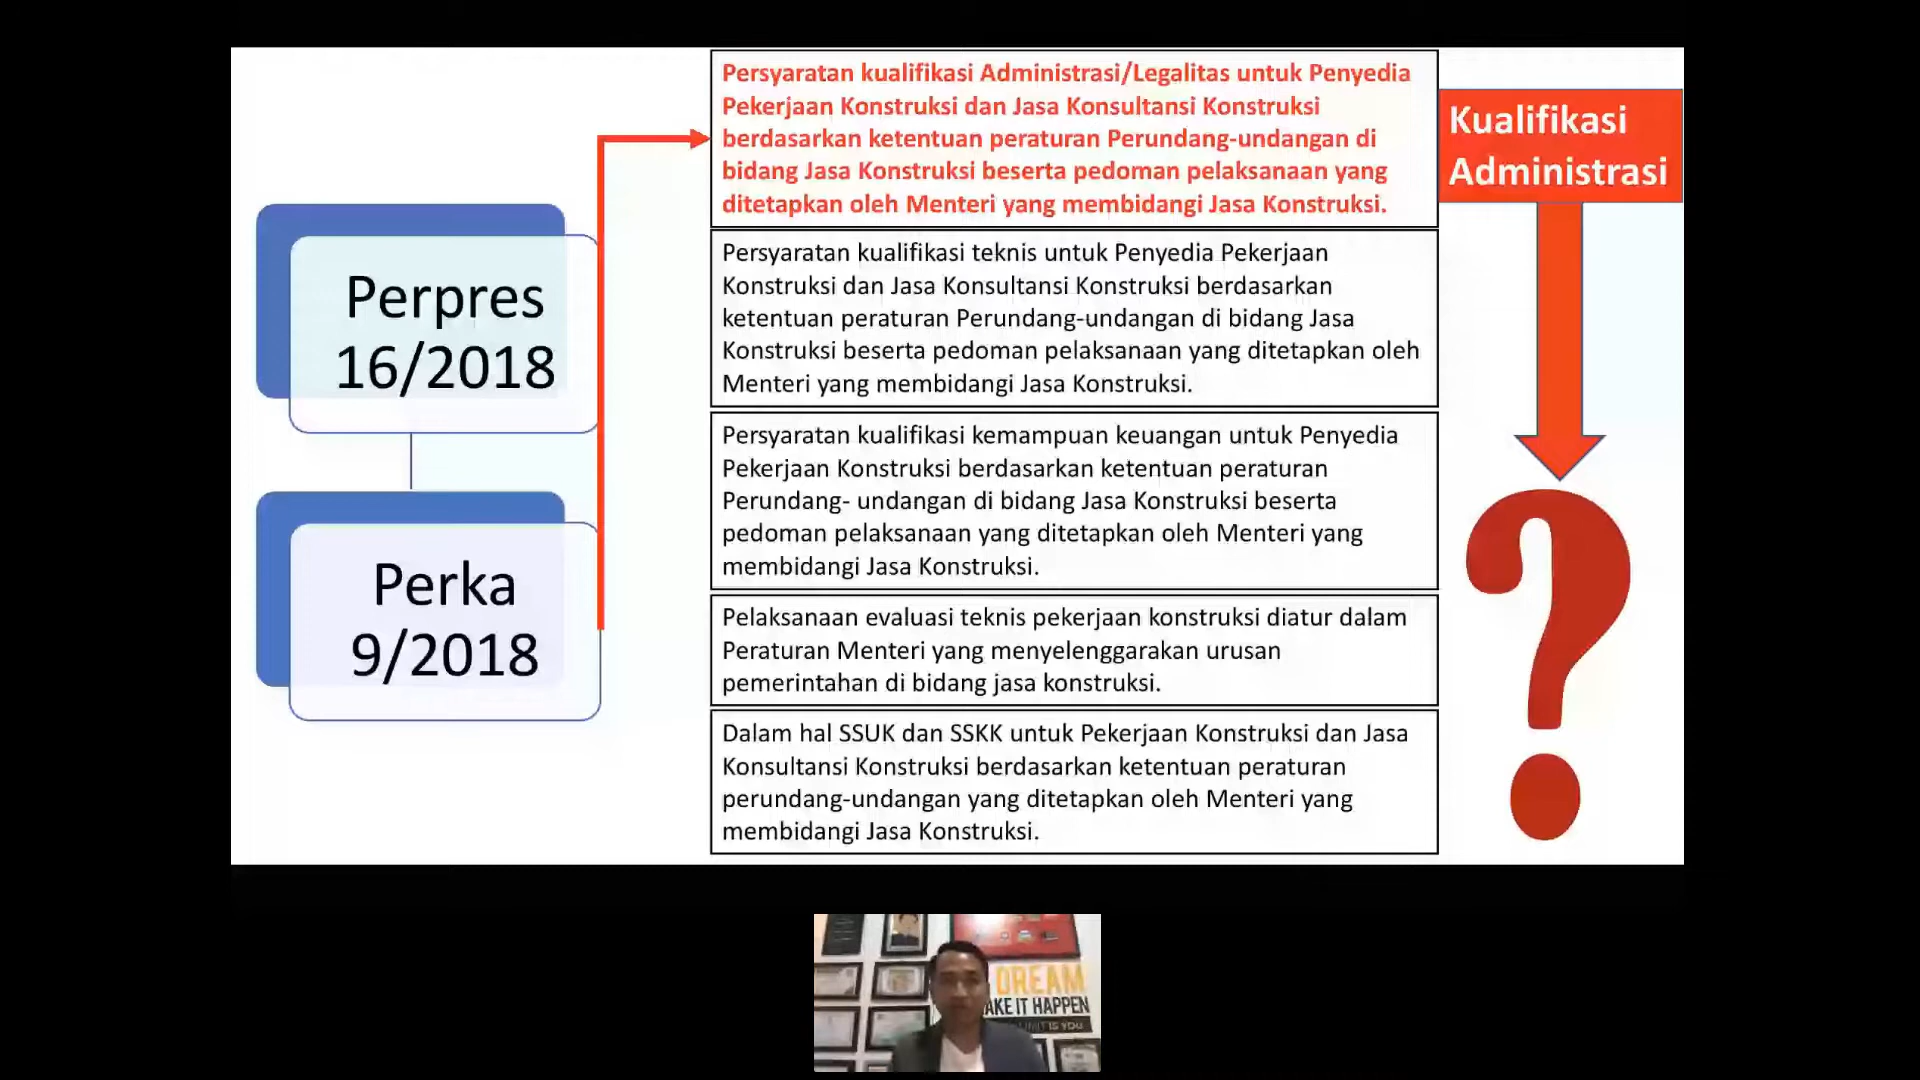 Perpres
16/2018
Perka
9/2018
Persyaratan kualifikasi Administrasi/Legalitas untuk Penyedia
Pekerjaan Konstruksi dan Jasa Konsultansi Konstruksi
berdasarkan ketentuan peraturan Perundang-undangan di
bidang Jasa Konstruksi beserta pedoman pelaksanaan yang
ditetapkan oleh Menteri yang membidangi Jasa Konstruksi.
Persyaratan kualifikasi teknis untuk Penyedia Pekerjaan
Konstruksi dan Jasa Konsultansi Konstruksi berdasarkan
ketentuan peraturan Perundang-undangan di bidang Jasa
Konstruksi beserta pedoman pelaksanaan yang ditetapkan oleh
Menteri yang membidangi Jasa Konstruksi.
Persyaratan kualifikasi kemampuan keuangan untuk Penyedia
Pekerjaan Konstruksi berdasarkan ketentuan peraturan
Perundang- undangan di bidang Jasa Konstruksi beserta
pedoman pelaksanaan yang ditetapkan oleh Menteri yang
membidangi Jasa Konstruksi.
Pelaksanaan evaluasi teknis pekerjaan konstruksi diatur dalam
Peraturan Menteri yang menyelenggarakan urusan
pemerintahan di bidang jasa konstruksi.
Dalam hal SSUK dan SSKK untuk Pekerjaan Konstruksi dan Jasa
Konsultansi Konstruksi berdasarkan ketentuan peraturan
perundang-undangan yang ditetapkan oleh Menteri yang
membidangi Jasa Konstruksi.
Kualifikasi
Administrasi
?
DREAM
AKE IT HAPPEN
IS YOU